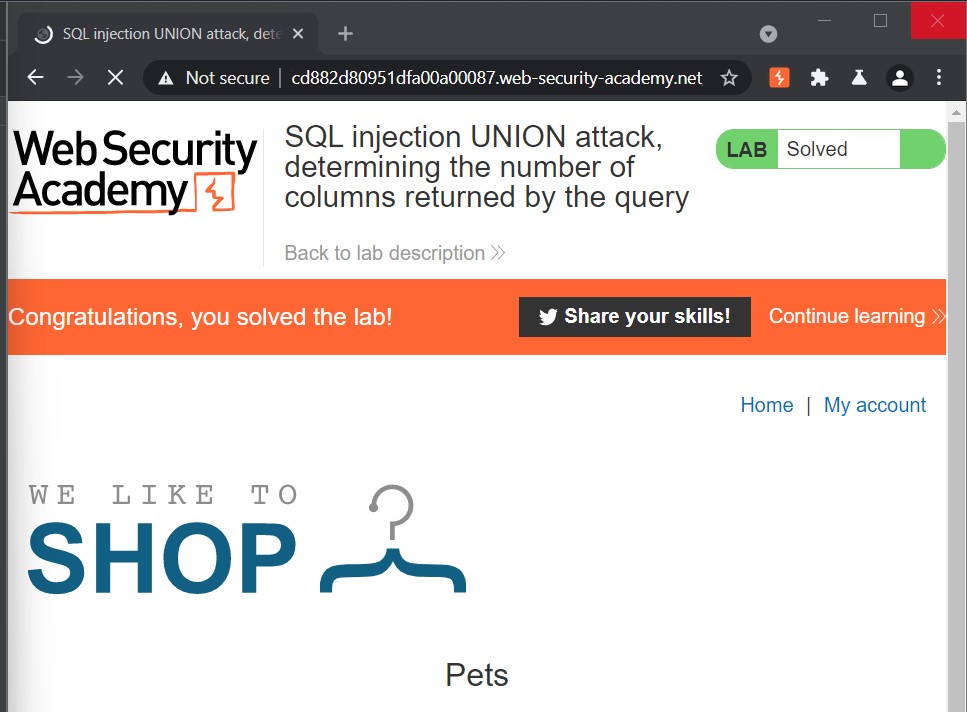 SQL injection UNION attack, dete
Not secure | cd882d80951dfa00a00087.web-security-academy.net
Web Security
Academy
SQL injection UNION attack,
determining the number of
columns returned by the query
LAB Solved
Back to lab description
Congratulations, you solved the lab!
Share your skills!
Continue learning
Home | My account
WE LIKE TO
SHOP
Pets